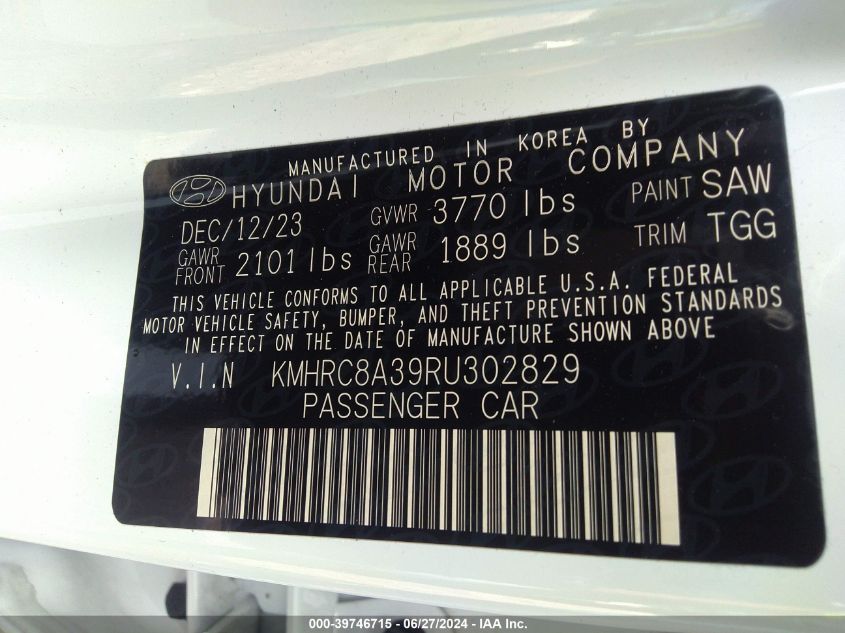 MANUFACTURED IN KOREA BY
HYUNDAI MOTOR COMPANY
DEC/12/23 GVWR 3770 lbs PAINT SAW
GAWR FRONT 2101 lbs GAWR REAR 1889 lbs TRIM TGG
THIS VEHICLE CONFORMS TO ALL APPLICABLE U.S.A. FEDERAL
MOTOR VEHICLE SAFETY, BUMPER, AND THEFT PREVENTION STANDARDS
IN EFFECT ON THE DATE OF MANUFACTURE SHOWN ABOVE
V.I.N KMHRC8A39RU302829
PASSENGER CAR
000-39746715 - 06/27/2024 - IAA Inc.